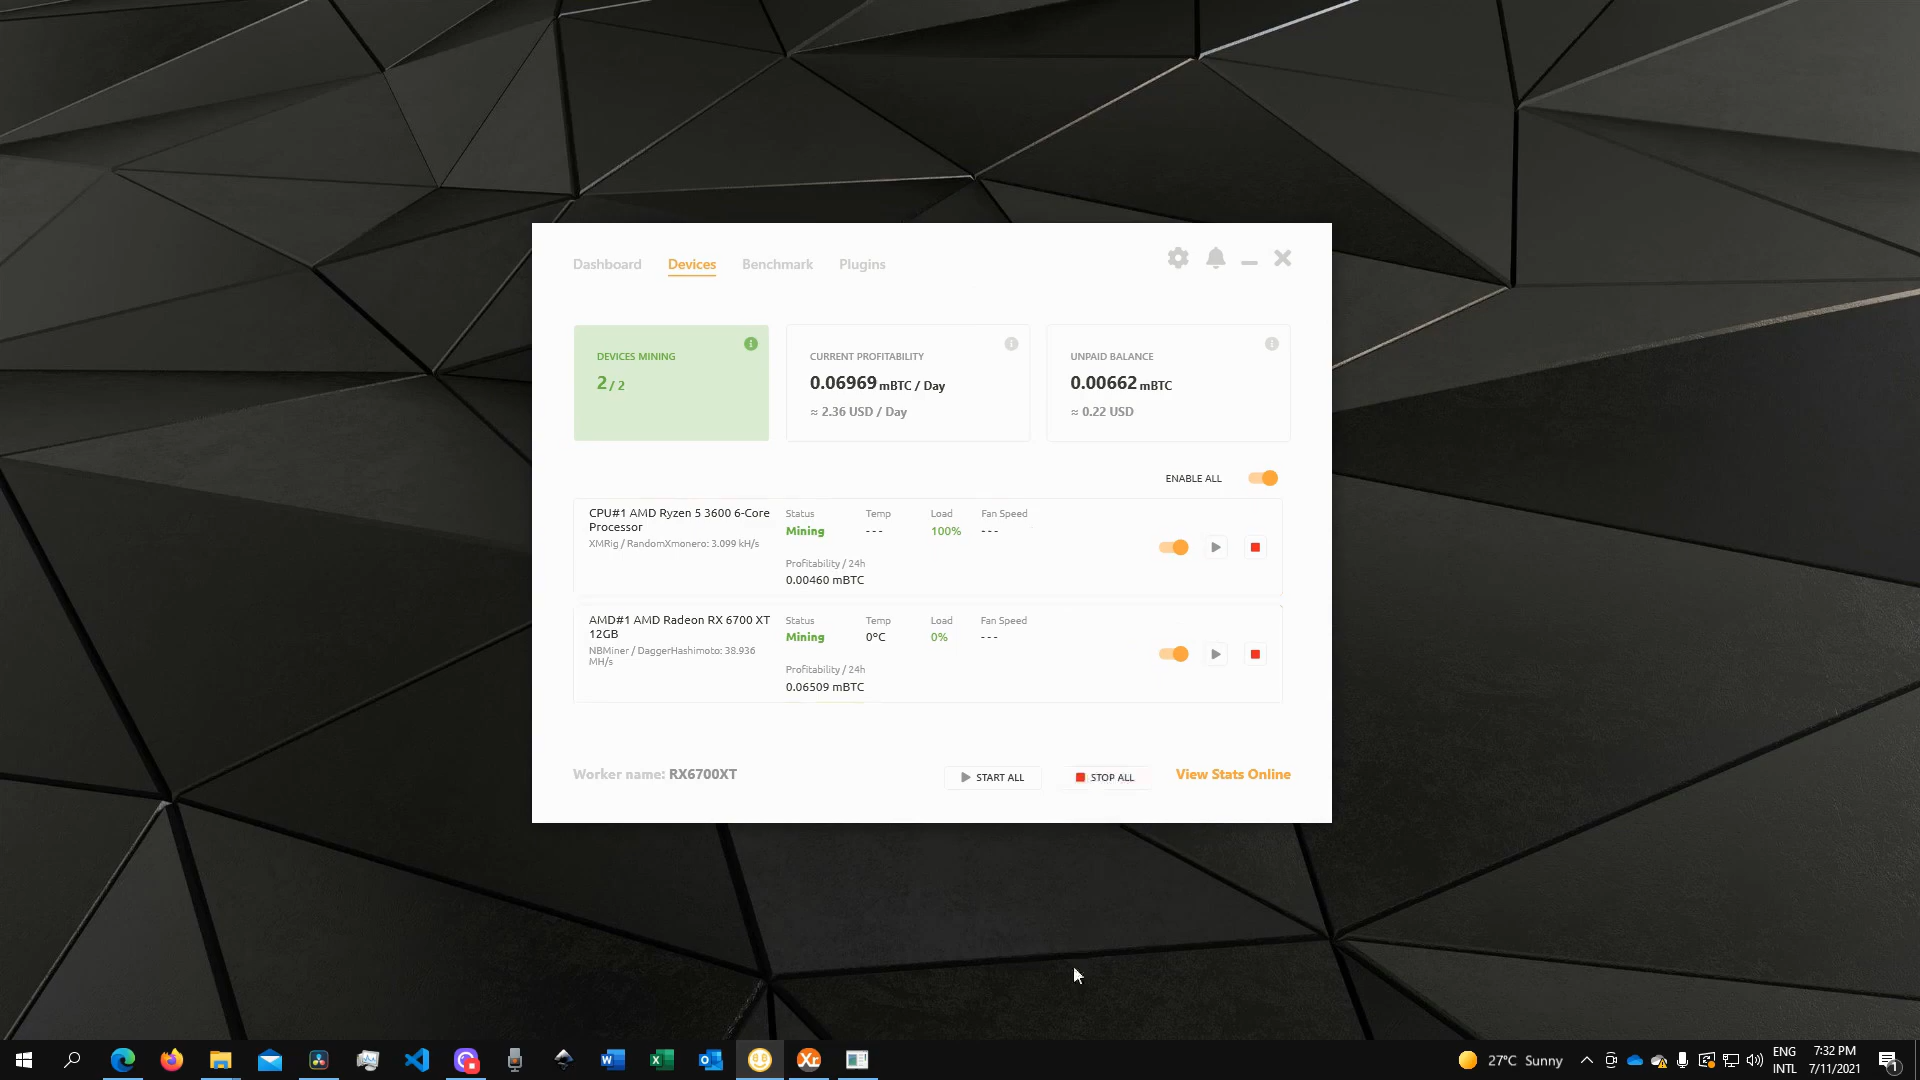 Dashboard Devices Benchmark Plugins
DEVICES MINING
2 / 2
CURRENT PROFITABILITY
0.06969 mBTC / Day
≈ 2.36 USD / Day
UNPAID BALANCE
0.00662 mBTC
≈ 0.22 USD
ENABLE ALL
CPU#1 AMD Ryzen 5 3600 6-Core
Processor
XMRig / RandomXmonero: 3.099 kH/s
Status Temp Load Fan Speed
Mining - - - 100% - - -
Profitability / 24h
0.00460 mBTC
AMD#1 AMD Radeon RX 6700 XT
12GB
NBMiner / DaggerHashimoto: 38.936
MH/s
Status Temp Load Fan Speed
Mining 0°C 0% - - -
Profitability / 24h
0.06509 mBTC
Worker name: RX6700XT
START ALL
STOP ALL
View Stats Online
Xr
27°C Sunny
ENG
INTL
7:32 PM
7/11/2021
1